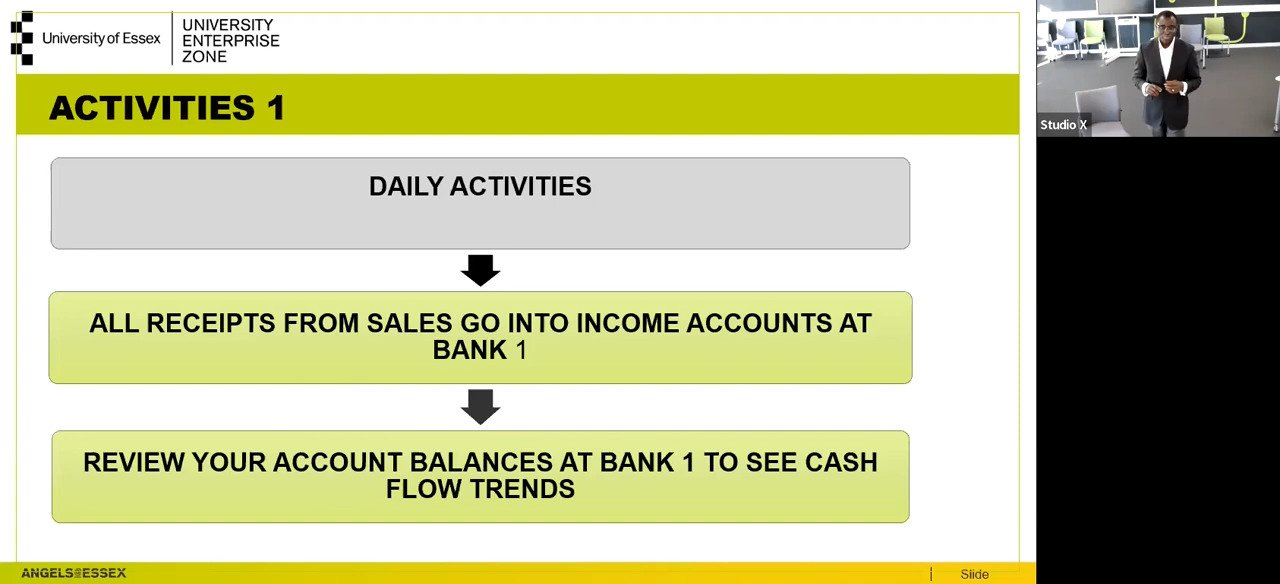 University of Essex
UNIVERSITY
ENTERPRISE
ZONE
ACTIVITIES 1
DAILY ACTIVITIES
ALL RECEIPTS FROM SALES GO INTO INCOME ACCOUNTS AT
BANK 1
REVIEW YOUR ACCOUNT BALANCES AT BANK 1 TO SEE CASH
FLOW TRENDS
ANGELS@ESSEX
Slide
Studio X